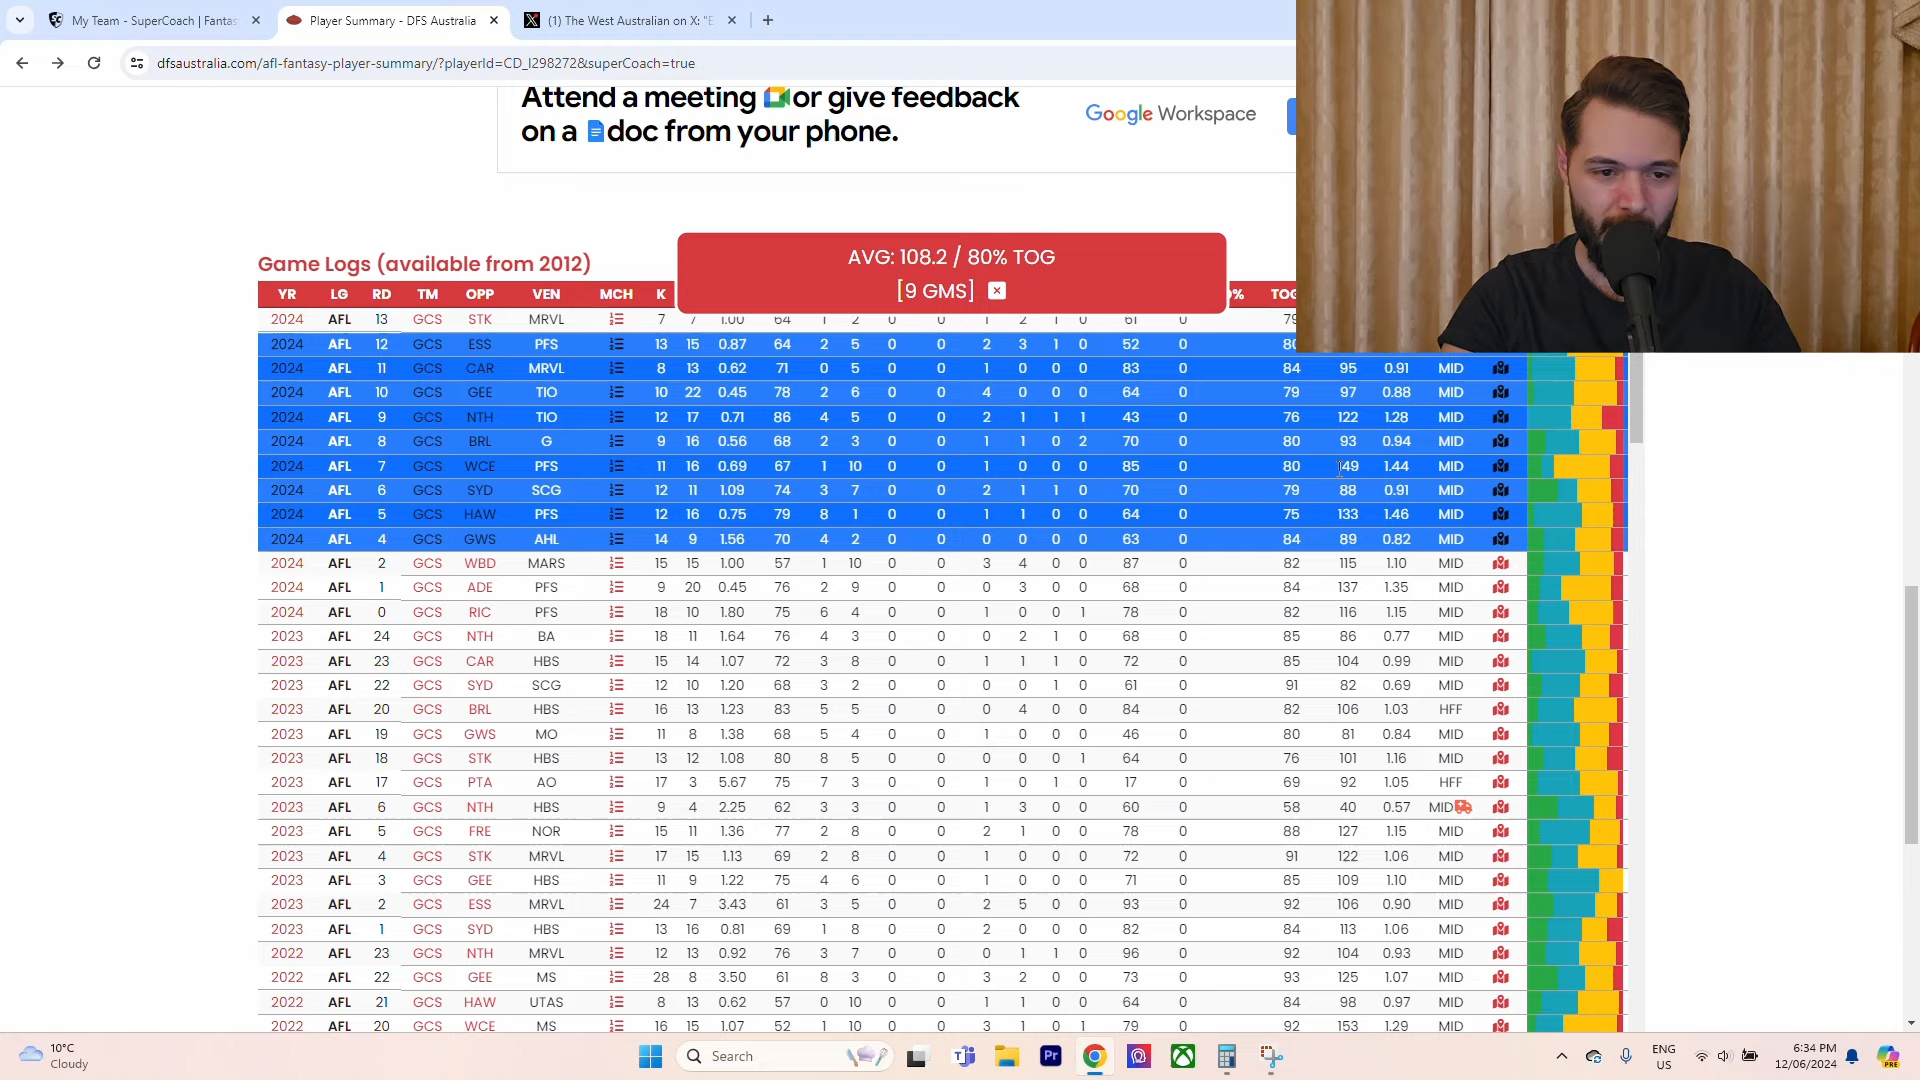 My Team - SuperCoach | Fantas
Player Summary - DFS Australia
(1) The West Australian on X: "E
dfsaustralia.com/afl-fantasy-player-summary/?playerId=CD_I298272&superCoach=true
Attend a meeting or give feedback
on a doc from your phone.
Google Workspace
Game Logs (available from 2012)
AVG: 108.2 / 80% TOG
[9 GMS]
YR LG RD TM OPP VEN MCH K % TOG
2024 AFL 13 GCS STK MRVL 7 7 1.00 64 1 2 0 0 1 2 1 0 61 0 79
2024 AFL 12 GCS ESS PFS 13 15 0.87 64 2 5 0 0 2 3 1 0 52 0 80
2024 AFL 11 GCS CAR MRVL 8 13 0.62 71 0 5 0 0 1 0 0 0 83 0 84 95 0.91 MID
2024 AFL 10 GCS GEE TIO 10 22 0.45 78 2 6 0 0 4 0 0 0 64 0 79 97 0.88 MID
2024 AFL 9 GCS NTH TIO 12 17 0.71 86 4 5 0 0 2 1 1 1 43 0 76 122 1.28 MID
2024 AFL 8 GCS BRL G 9 16 0.56 68 2 3 0 0 1 1 0 2 70 0 80 93 0.94 MID
2024 AFL 7 GCS WCE PFS 11 16 0.69 67 1 10 0 0 1 0 0 0 85 0 80 149 1.44 MID
2024 AFL 6 GCS SYD SCG 12 11 1.09 74 3 7 0 0 2 1 1 0 70 0 79 88 0.91 MID
2024 AFL 5 GCS HAW PFS 12 16 0.75 79 8 1 0 0 1 1 0 0 64 0 75 133 1.46 MID
2024 AFL 4 GCS GWS AHL 14 9 1.56 70 4 2 0 0 0 0 0 0 63 0 84 89 0.82 MID
2024 AFL 2 GCS WBD MARS 15 15 1.00 57 1 10 0 0 3 4 0 0 87 0 82 115 1.10 MID
2024 AFL 1 GCS ADE PFS 9 20 0.45 76 2 9 0 0 0 3 0 0 68 0 84 137 1.35 MID
2024 AFL 0 GCS RIC PFS 18 10 1.80 75 6 4 0 0 1 0 0 1 78 0 82 116 1.15 MID
2023 AFL 24 GCS NTH BA 18 11 1.64 76 4 3 0 0 0 2 1 0 68 0 85 86 0.77 MID
2023 AFL 23 GCS CAR HBS 15 14 1.07 72 3 8 0 0 1 1 1 0 72 0 85 104 0.99 MID
2023 AFL 22 GCS SYD SCG 12 10 1.20 68 3 2 0 0 0 0 1 0 61 0 91 82 0.69 MID
2023 AFL 20 GCS BRL HBS 16 13 1.23 83 5 5 0 0 0 4 0 0 84 0 82 106 1.03 HFF
2023 AFL 19 GCS GWS MO 11 8 1.38 68 5 4 0 0 1 0 0 0 46 0 80 81 0.84 MID
2023 AFL 18 GCS STK HBS 13 12 1.08 80 8 5 0 0 0 0 0 1 64 0 76 101 1.16 MID
2023 AFL 17 GCS PTA AO 17 3 5.67 75 7 3 0 0 1 0 1 0 17 0 69 92 1.05 HFF
2023 AFL 6 GCS NTH HBS 9 4 2.25 62 3 3 0 0 1 3 0 0 60 0 58 40 0.57 MID
2023 AFL 5 GCS FRE NOR 15 11 1.36 77 2 8 0 0 2 1 0 0 78 0 88 127 1.15 MID
2023 AFL 4 GCS STK MRVL 17 15 1.13 69 2 8 0 0 1 0 0 0 72 0 91 122 1.06 MID
2023 AFL 3 GCS GEE HBS 11 9 1.22 75 4 6 0 0 1 0 0 0 71 0 85 109 1.10 MID
2023 AFL 2 GCS ESS MRVL 24 7 3.43 61 3 5 0 0 2 5 0 0 93 0 92 106 0.90 MID
2023 AFL 1 GCS SYD HBS 13 16 0.81 69 1 8 0 0 2 0 0 0 82 0 84 113 1.06 MID
2022 AFL 23 GCS NTH MRVL 12 13 0.92 76 3 7 0 0 0 1 1 0 96 0 92 104 0.93 MID
2022 AFL 22 GCS GEE MS 28 8 3.50 61 8 3 0 0 3 2 0 0 73 0 93 125 1.07 MID
2022 AFL 21 GCS HAW UTAS 8 13 0.62 57 0 10 0 0 1 1 0 0 64 0 84 98 0.97 MID
2022 AFL 20 GCS WCE MS 16 15 1.07 52 1 10 0 0 3 1 0 1 79 0 92 153 1.29 MID
10°C
Cloudy
Search
ENG
US
6:34 PM
12/06/2024
PRE